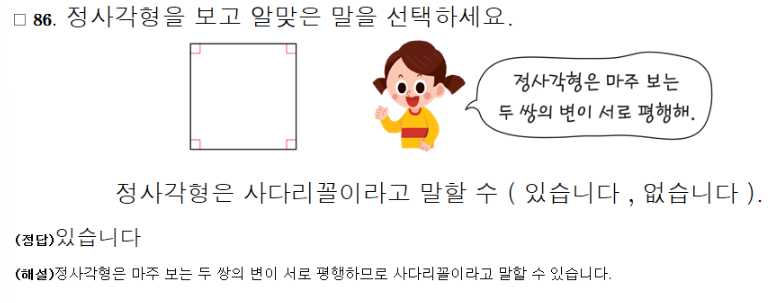 □ 86. 정사각형을 보고 알맞은 말을 선택하세요.
정사각형은 마주 보는
두 쌍의 변이 서로 평행해.
정사각형은 사다리꼴이라고 말할 수 ( 있습니다 , 없습니다 ).
(정답)있습니다
(해설)정사각형은 마주 보는 두 쌍의 변이 서로 평행하므로 사다리꼴이라고 말할 수 있습니다.